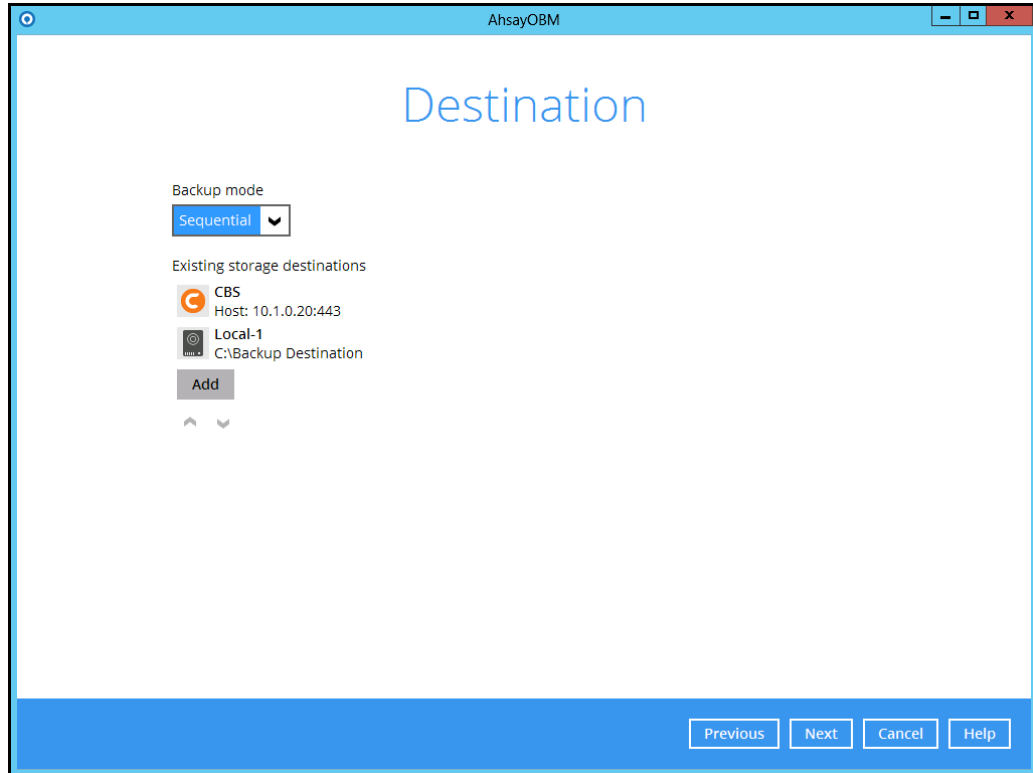 AhsayOBM
Destination
Backup mode
Sequential
Existing storage destinations
CBS
Host: 10.1.0.20:443
Local-1
C:\Backup Destination
Add
Previous Next Cancel Help